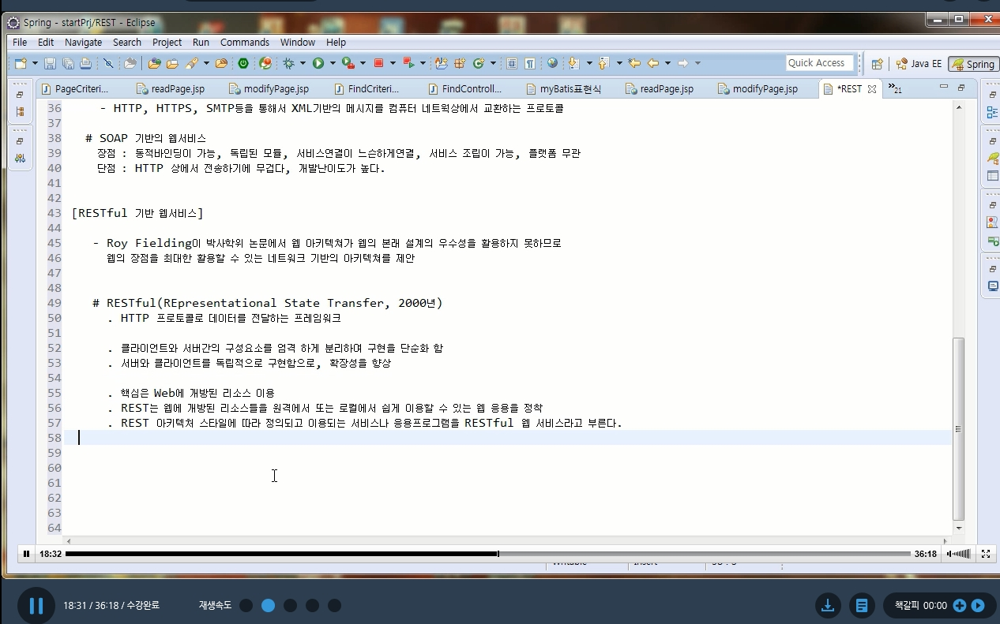 Spring - startPrj/REST - Eclipse
File Edit Navigate Search Project Run Commands Window Help
Quick Access Java EE Spring
PageCriteri... readPage.jsp modifyPage.jsp FindCriteri... FindControll... myBatis표현식 readPage.jsp modifyPage.jsp *REST »21
36 - HTTP, HTTPS, SMTP등을 통해서 XML기반의 메시지를 컴퓨터 네트웍상에서 교환하는 프로토콜
37
38 # SOAP 기반의 웹서비스
39 장점 : 동적바인딩이 가능, 독립된 모듈, 서비스연결이 느슨하게연결, 서비스 조립이 가능, 플랫폼 무관
40 단점 : HTTP 상에서 전송하기에 무겁다, 개발난이도가 높다.
41
42
43 [RESTful 기반 웹서비스]
44
45 - Roy Fielding이 박사학위 논문에서 웹 아키텍쳐가 웹의 본래 설계의 우수성을 활용하지 못하므로
46 웹의 장점을 최대한 활용할 수 있는 네트워크 기반의 아키텍쳐를 제안
47
48
49 # RESTful(REpresentational State Transfer, 2000년)
50 . HTTP 프로토콜로 데이터를 전달하는 프레임워크
51
52 . 클라이언트와 서버간의 구성요소를 엄격 하게 분리하여 구현을 단순화 함
53 . 서버와 클라이언트를 독립적으로 구현함으로, 확장성을 향상
54
55 . 핵심은 Web에 개방된 리소스 이용
56 . REST는 웹에 개방된 리소스들을 원격에서 또는 로컬에서 쉽게 이용할 수 있는 웹 응용을 정착
57 . REST 아키텍쳐 스타일에 따라 정의되고 이용되는 서비스나 응용프로그램을 RESTful 웹 서비스라고 부른다.
58
59
60
61
62
63
64
18:32 36:18
18:31 / 36:18 / 수강완료 재생속도 책갈피 00:00